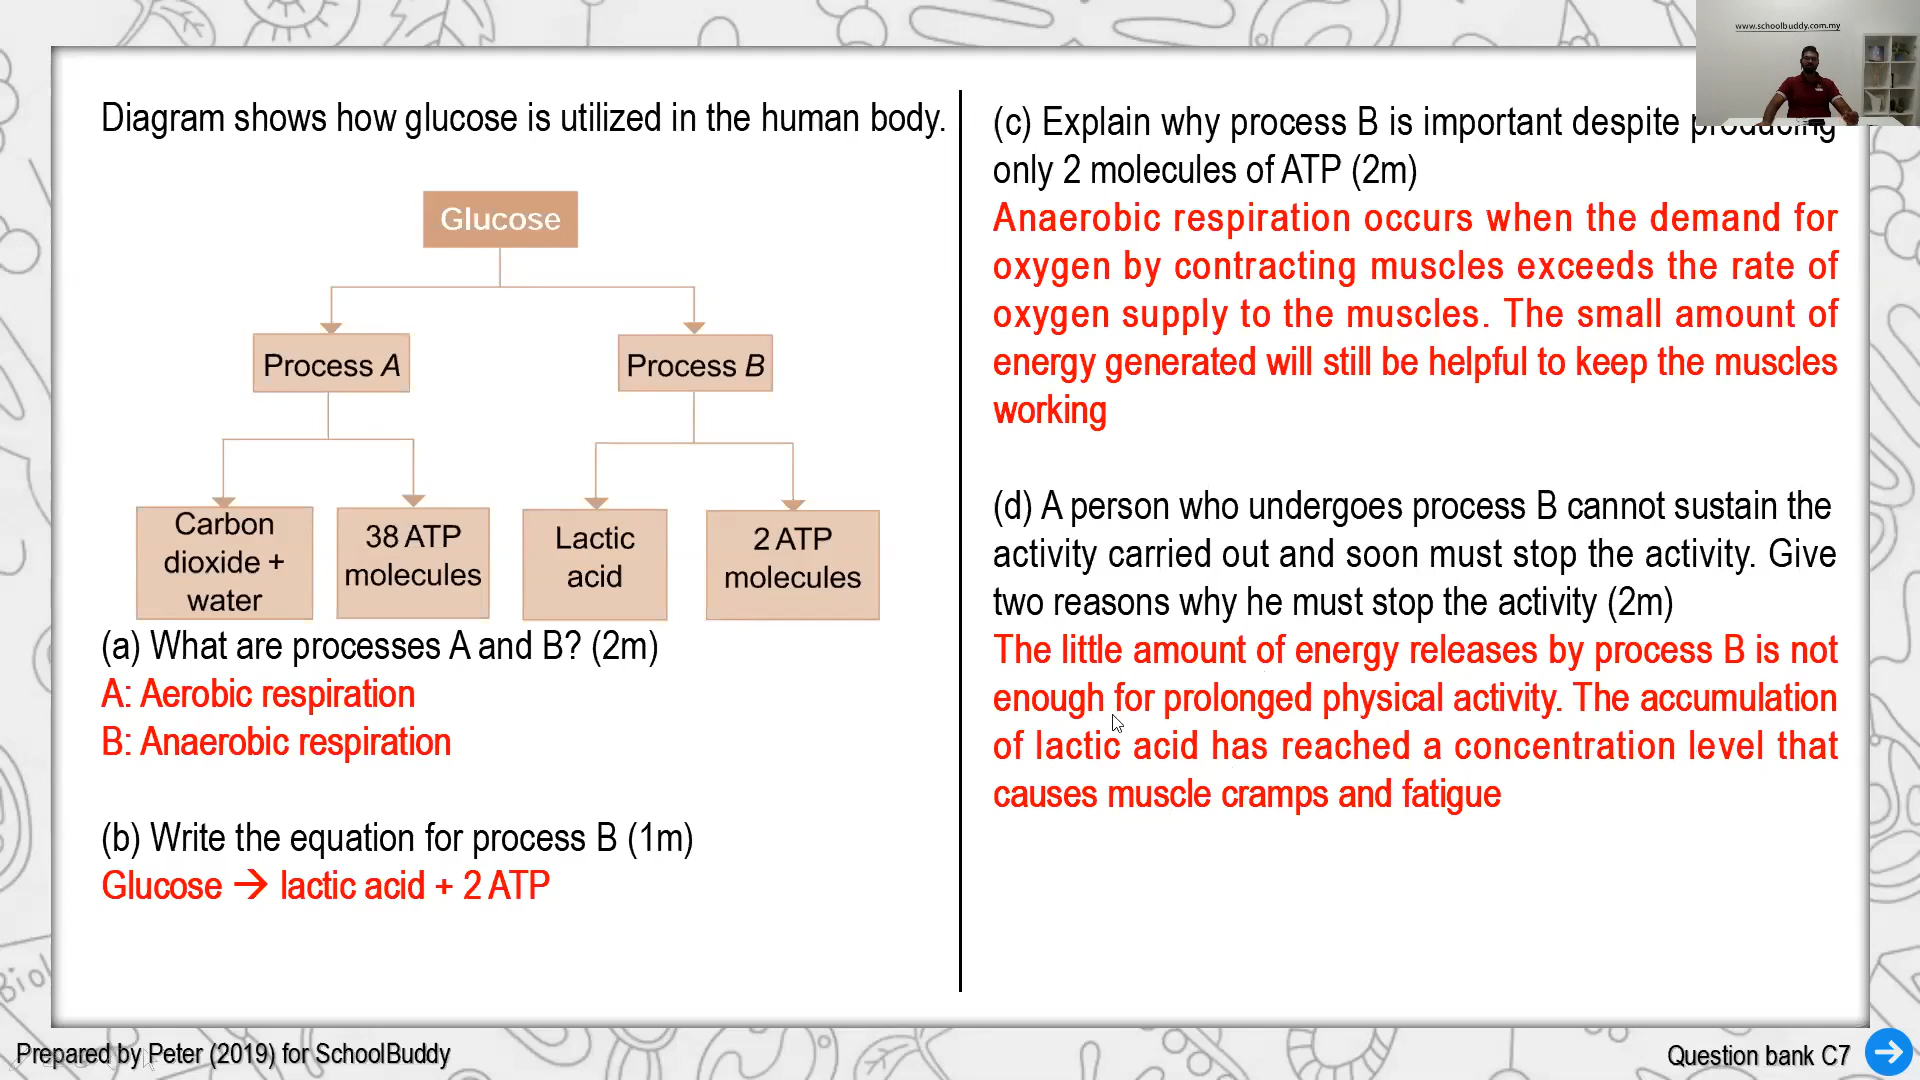 www.schoolbuddy.com.my
Diagram shows how glucose is utilized in the human body.
Glucose
Process A
Process B
Carbon
dioxide +
water
38 ATP
molecules
Lactic
acid
2 ATP
molecules
(a) What are processes A and B? (2m)
A: Aerobic respiration
B: Anaerobic respiration
(b) Write the equation for process B (1m)
Glucose → lactic acid + 2 ATP
(c) Explain why process B is important despite producing
only 2 molecules of ATP (2m)
Anaerobic respiration occurs when the demand for
oxygen by contracting muscles exceeds the rate of
oxygen supply to the muscles. The small amount of
energy generated will still be helpful to keep the muscles
working
(d) A person who undergoes process B cannot sustain the
activity carried out and soon must stop the activity. Give
two reasons why he must stop the activity (2m)
The little amount of energy releases by process B is not
enough for prolonged physical activity. The accumulation
of lactic acid has reached a concentration level that
causes muscle cramps and fatigue
Prepared by Peter (2019) for SchoolBuddy
Question bank C7